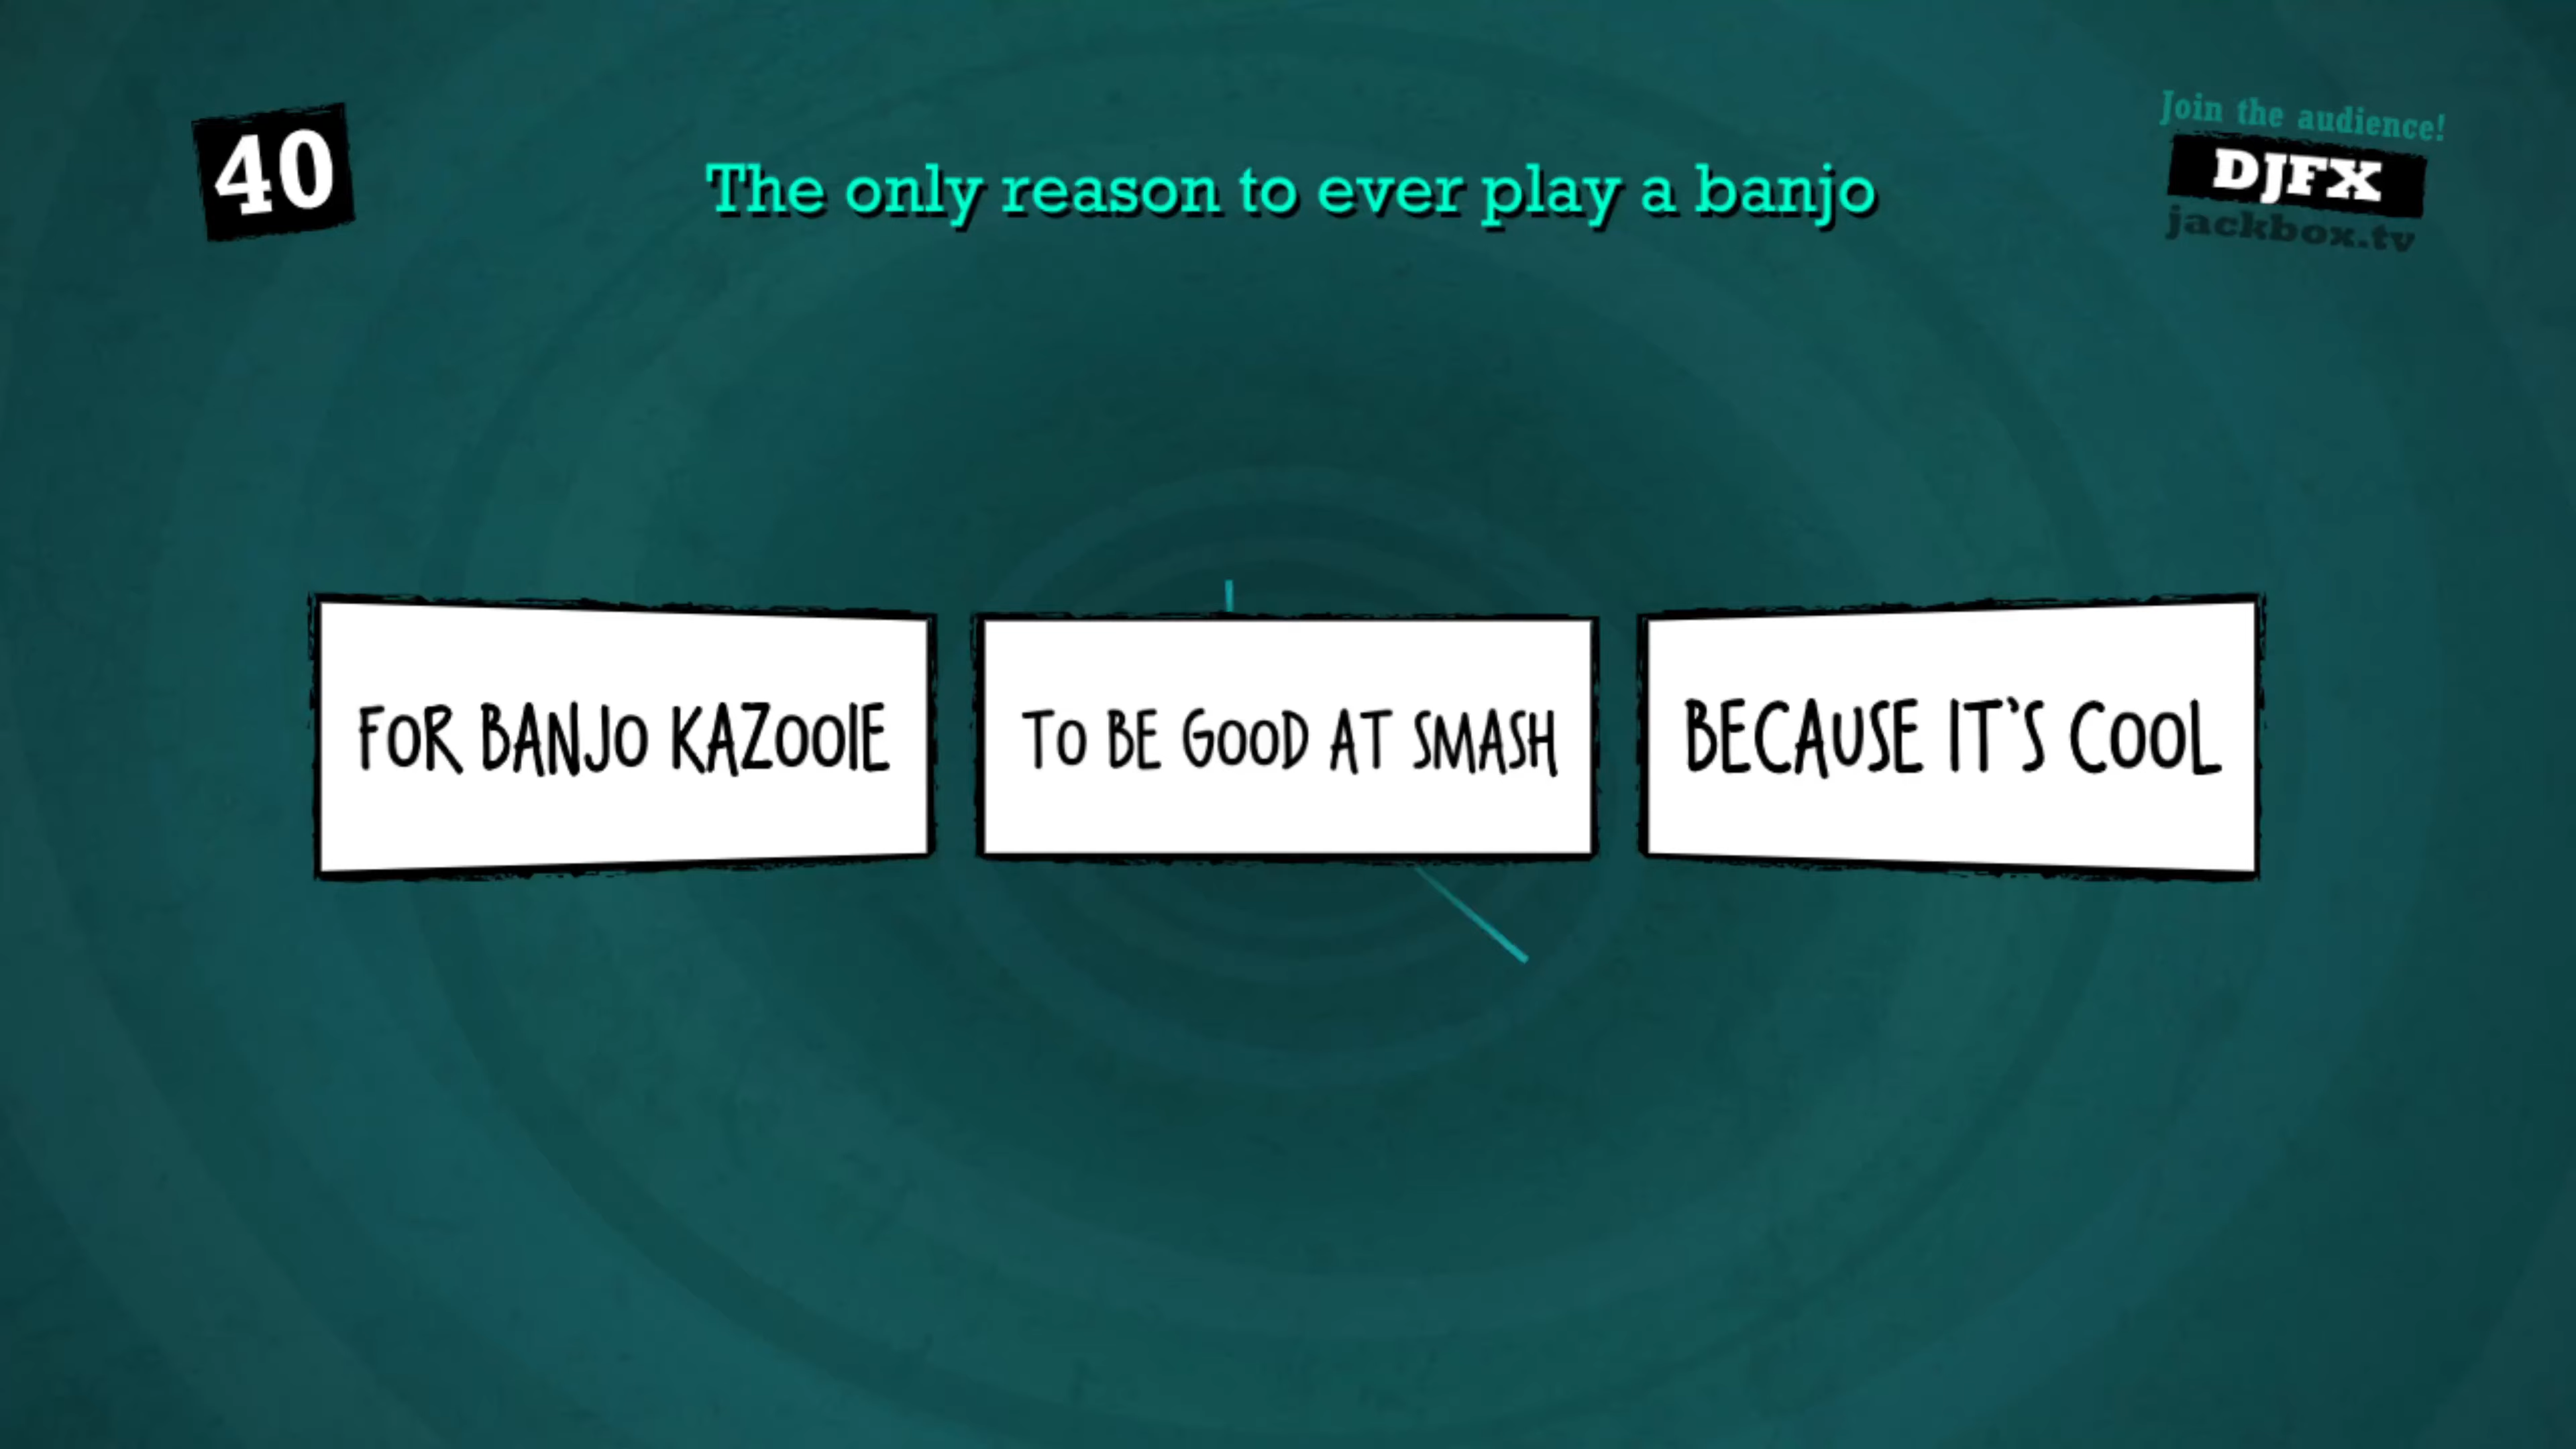 40
The only reason to ever play a banjo
Join the audience!
DJFX
jackbox.tv
FOR BANJO KAZOOIE
TO BE GOOD AT SMASH
BECAUSE IT'S COOL